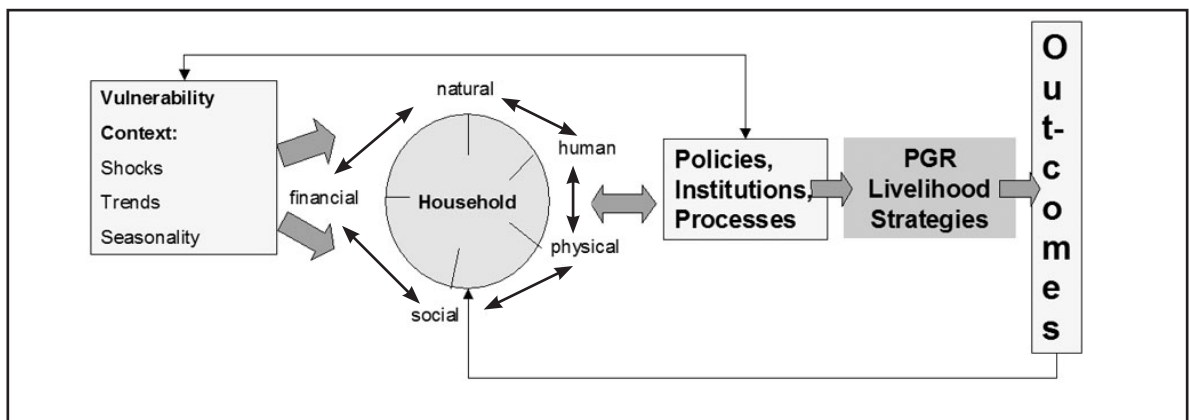 Vulnerability
Context:
Shocks
Trends
Seasonality
natural
human
financial
Household
physical
social
Policies,
Institutions,
Processes
PGR
Livelihood
Strategies
O
u
t-
c
o
m
e
s